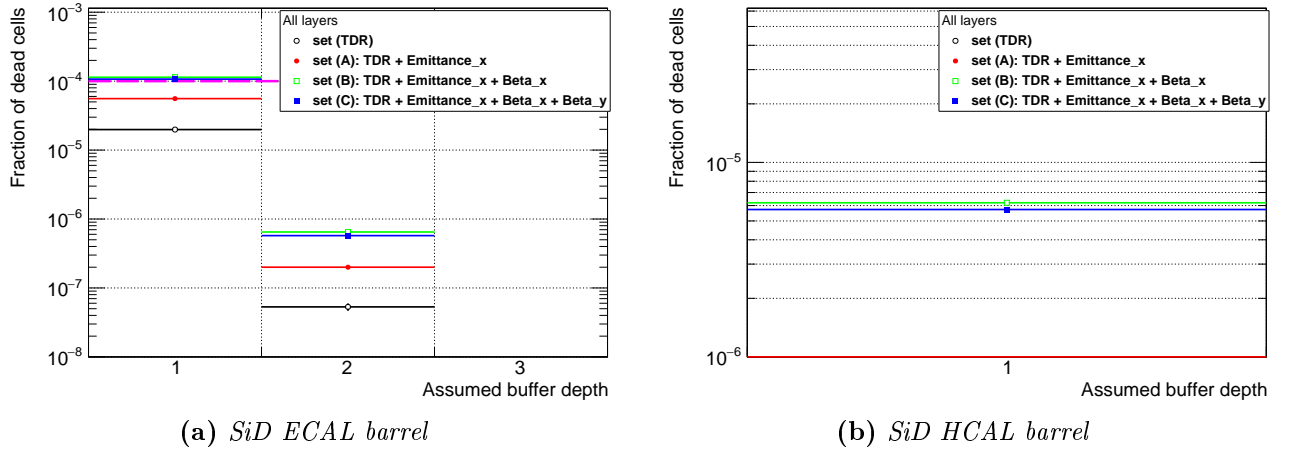 Fraction of dead cells
10⁻³
10⁻⁴
10⁻⁵
10⁻⁶
10⁻⁷
10⁻⁸
All layers
set (TDR)
set (A): TDR + Emittance_x
set (B): TDR + Emittance_x + Beta_x
set (C): TDR + Emittance_x + Beta_x + Beta_y
1 2 3
Assumed buffer depth
(a) SiD ECAL barrel
Fraction of dead cells
10⁻⁵
10⁻⁶
All layers
set (TDR)
set (A): TDR + Emittance_x
set (B): TDR + Emittance_x + Beta_x
set (C): TDR + Emittance_x + Beta_x + Beta_y
1
Assumed buffer depth
(b) SiD HCAL barrel